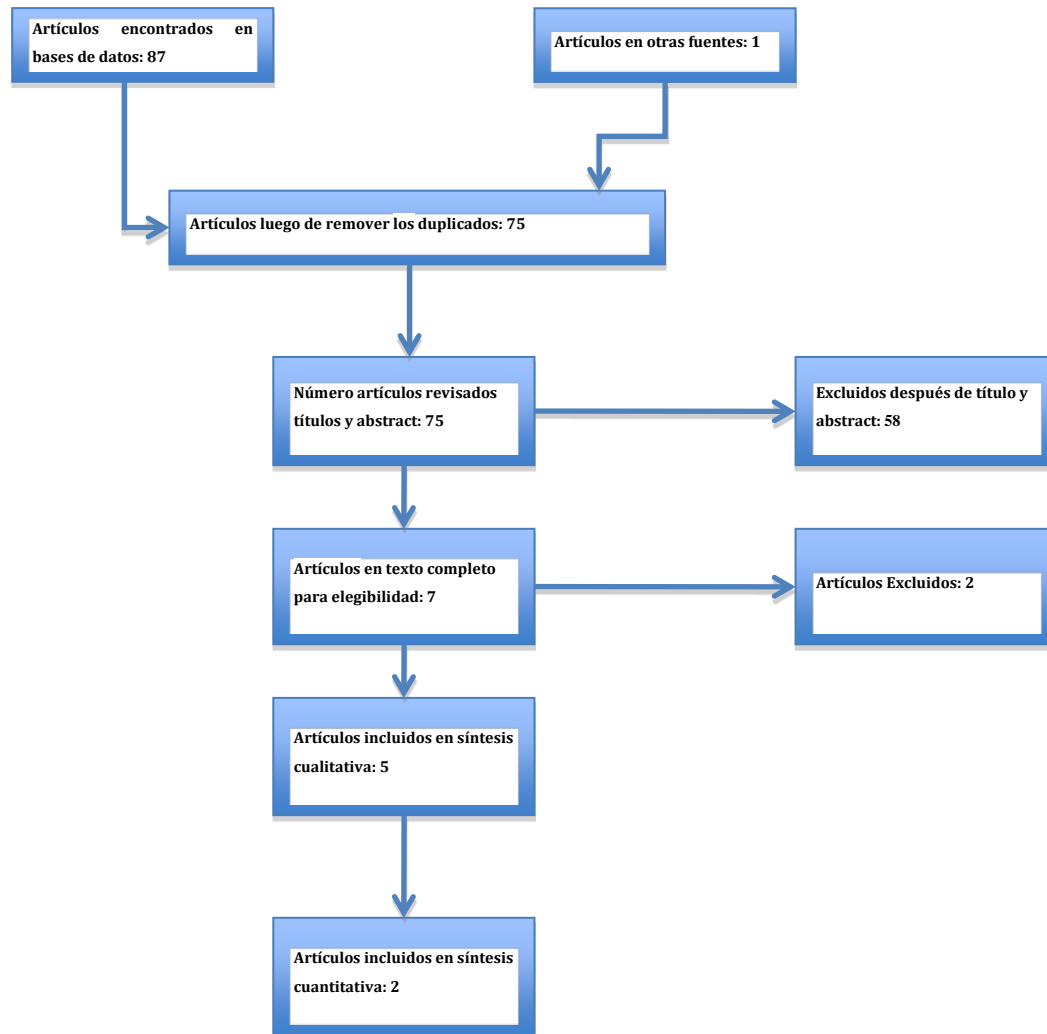 Artículos encontrados en
bases de datos: 87
Artículos en otras fuentes: 1
Artículos luego de remover los duplicados: 75
Número artículos revisados
títulos y abstract: 75
Excluidos después de título y
abstract: 58
Artículos en texto completo
para elegibilidad: 7
Artículos Excluidos: 2
Artículos incluidos en síntesis
cualitativa: 5
Artículos incluidos en síntesis
cuantitativa: 2